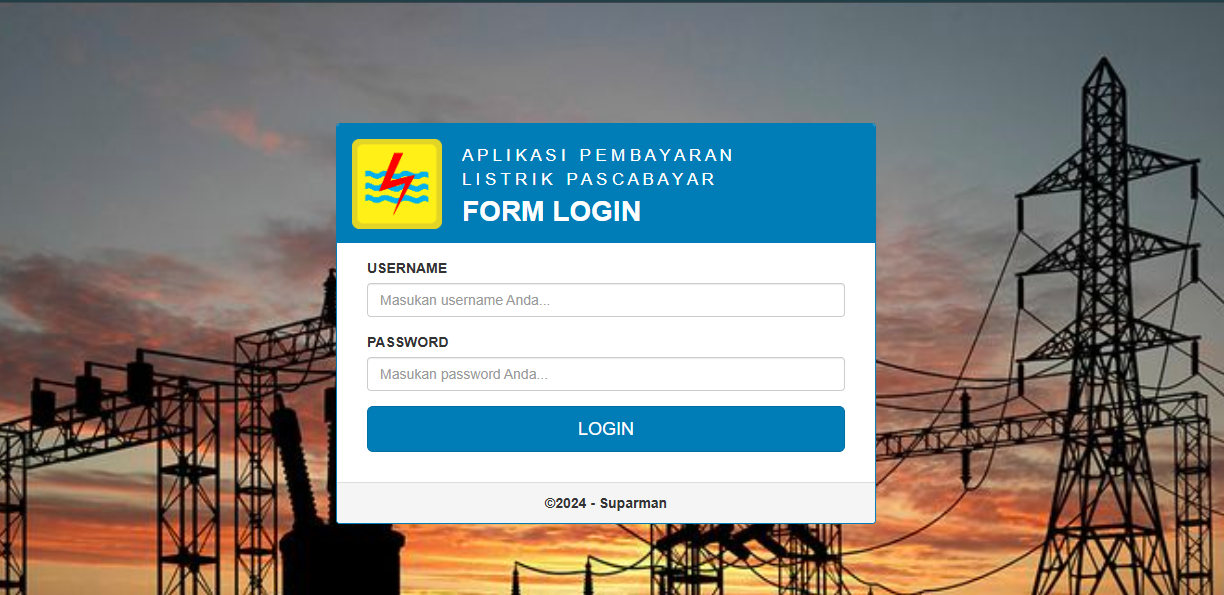 APLIKASI PEMBAYARAN
LISTRIK PASCABAYAR
FORM LOGIN
USERNAME
Masukan username Anda...
PASSWORD
Masukan password Anda...
LOGIN
©2024 - Suparman